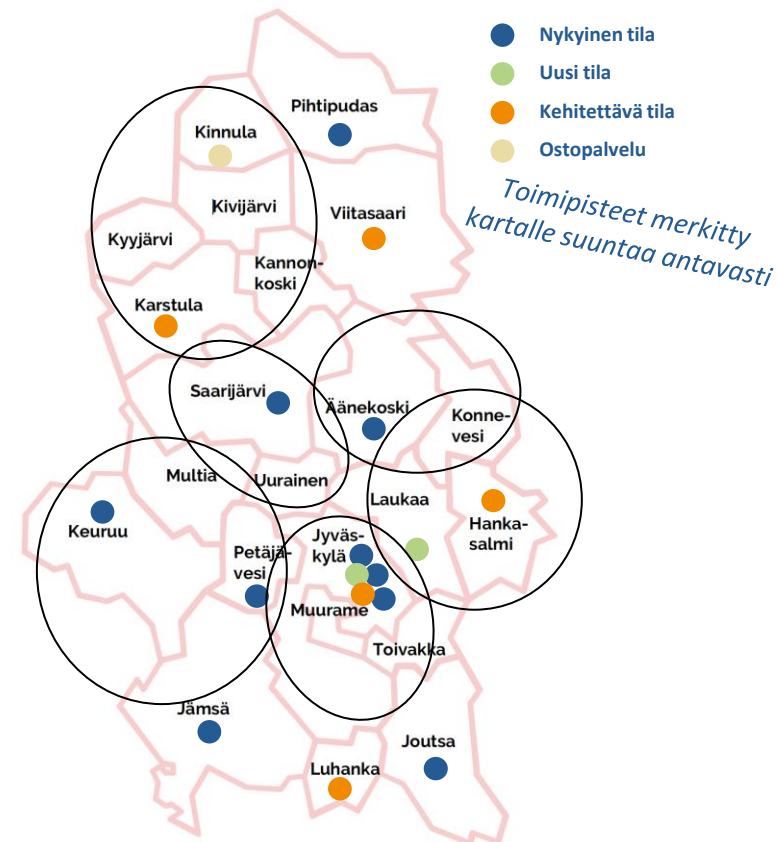 Nykyinen tila
Uusi tila
Kehitettävä tila
Ostopalvelu
Toimipisteet merkitty
kartalle suuntaa antavasti
Pihtipudas
Kinnula
Kivijärvi
Viitasaari
Kyyjärvi
Kannon-
koski
Karstula
Saarijärvi
Äänekoski
Konne-
vesi
Multia
Uurainen
Laukaa
Keuruu
Hanka-
salmi
Petäjä-
vesi
Jyväs-
kylä
Muurame
Toivakka
Jämsä
Joutsa
Luhanka